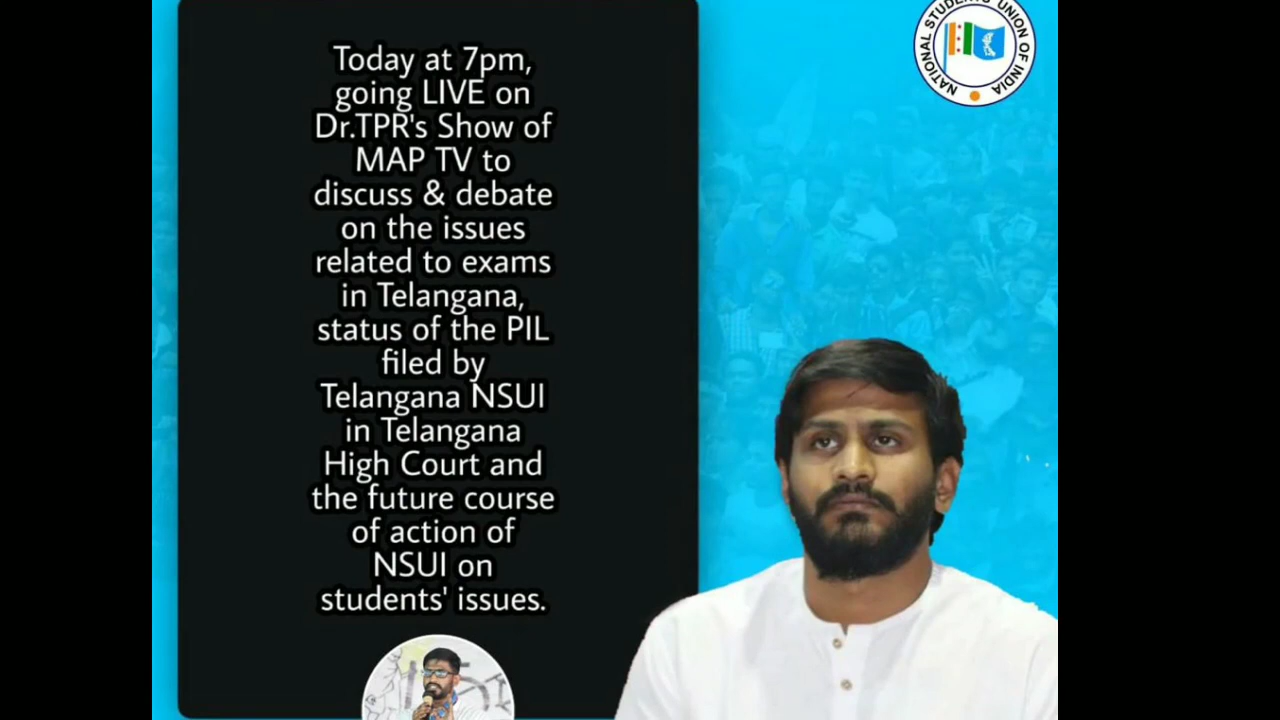 Today at 7pm,
going LIVE on
Dr.TPR's Show of
MAP TV to
discuss & debate
on the issues
related to exams
in Telangana,
status of the PIL
filed by
Telangana NSUI
in Telangana
High Court and
the future course
of action of
NSUI on
students' issues.
NATIONAL STUDENTS' UNION OF INDIA